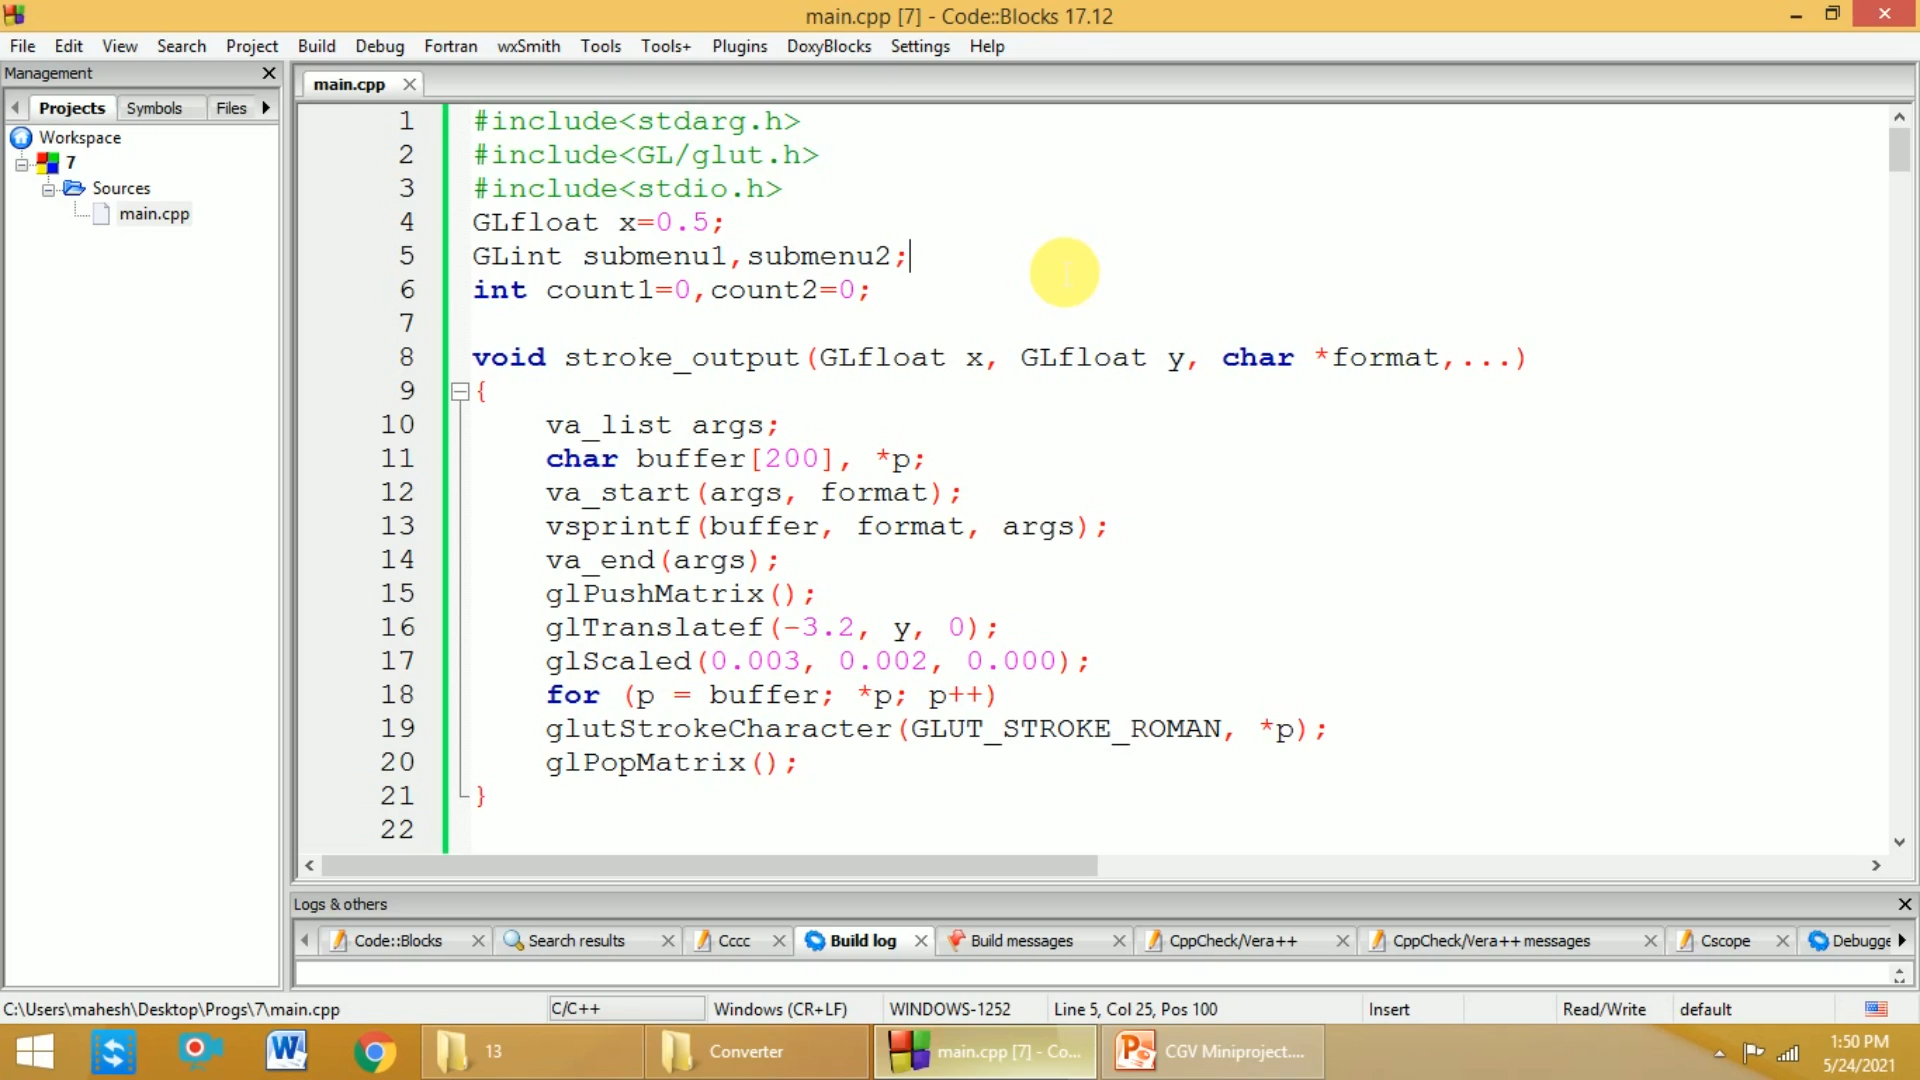 main.cpp [7] - Code::Blocks 17.12
File Edit View Search Project Build Debug Fortran wxSmith Tools Tools+ Plugins DoxyBlocks Settings Help
Management
main.cpp
Projects Symbols Files
Workspace
7
Sources
main.cpp
1 #include<stdarg.h>
2 #include<GL/glut.h>
3 #include<stdio.h>
4 GLfloat x=0.5;
5 GLint submenu1,submenu2;
6 int count1=0,count2=0;
7
8 void stroke_output(GLfloat x, GLfloat y, char *format,...)
9 {
10 va_list args;
11 char buffer[200], *p;
12 va_start(args, format);
13 vsprintf(buffer, format, args);
14 va_end(args);
15 glPushMatrix();
16 glTranslatef(-3.2, y, 0);
17 glScaled(0.003, 0.002, 0.000);
18 for (p = buffer; *p; p++)
19 glutStrokeCharacter(GLUT_STROKE_ROMAN, *p);
20 glPopMatrix();
21 }
22
Logs & others
Code::Blocks Search results Cccc Build log Build messages CppCheck/Vera++ CppCheck/Vera++ messages Cscope Debugge
C:\Users\mahesh\Desktop\Progs\7\main.cpp C/C++ Windows (CR+LF) WINDOWS-1252 Line 5, Col 25, Pos 100 Insert Read/Write default
13 Converter main.cpp [7] - Co... CGV Miniproject....
1:50 PM
5/24/2021